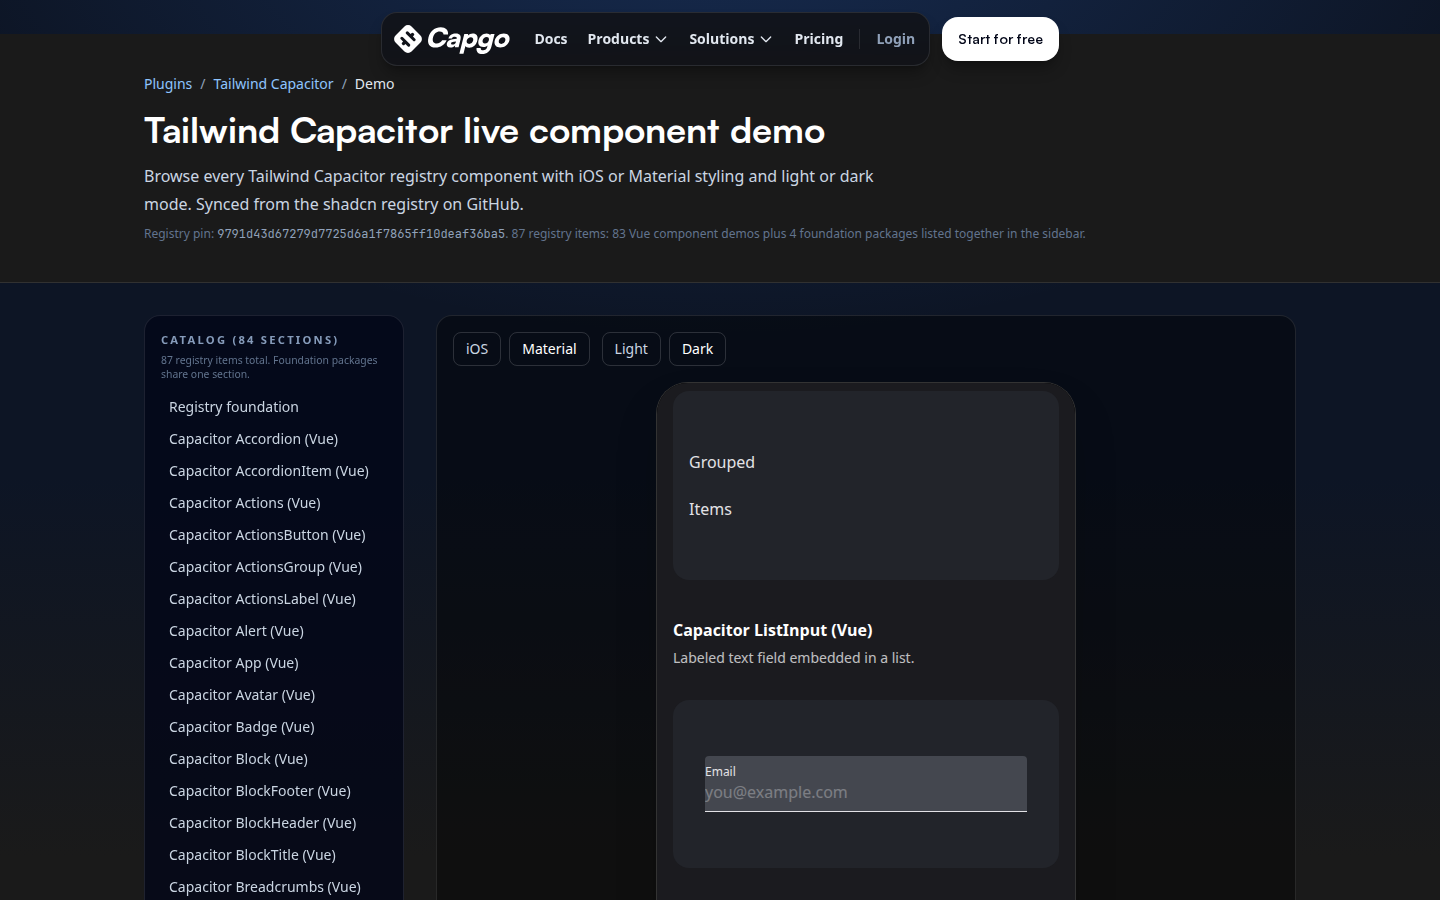 Capgo
Docs
Products
Solutions
Pricing
Login
Start for free
Plugins / Tailwind Capacitor / Demo
Tailwind Capacitor live component demo
Browse every Tailwind Capacitor registry component with iOS or Material styling and light or dark
mode. Synced from the shadcn registry on GitHub.
Registry pin: 9791d43d67279d7725d6a1f7865ff10deaf36ba5. 87 registry items: 83 Vue component demos plus 4 foundation packages listed together in the sidebar.
CATALOG (84 SECTIONS)
87 registry items total. Foundation packages
share one section.
Registry foundation
Capacitor Accordion (Vue)
Capacitor AccordionItem (Vue)
Capacitor Actions (Vue)
Capacitor ActionsButton (Vue)
Capacitor ActionsGroup (Vue)
Capacitor ActionsLabel (Vue)
Capacitor Alert (Vue)
Capacitor App (Vue)
Capacitor Avatar (Vue)
Capacitor Badge (Vue)
Capacitor Block (Vue)
Capacitor BlockFooter (Vue)
Capacitor BlockHeader (Vue)
Capacitor BlockTitle (Vue)
Capacitor Breadcrumbs (Vue)
iOS
Material
Light
Dark
Grouped
Items
Capacitor ListInput (Vue)
Labeled text field embedded in a list.
Email
you@example.com